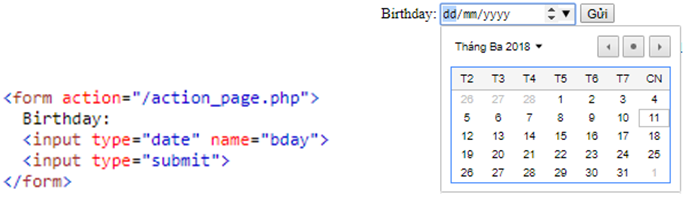 Birthday: dd/mm/yyyy Gửi
Tháng Ba 2018
T2 T3 T4 T5 T6 T7 CN
26 27 28 1 2 3 4
5 6 7 8 9 10 11
12 13 14 15 16 17 18
19 20 21 22 23 24 25
26 27 28 29 30 31 1
<form action="/action_page.php">
Birthday:
<input type="date" name="bday">
<input type="submit">
</form>